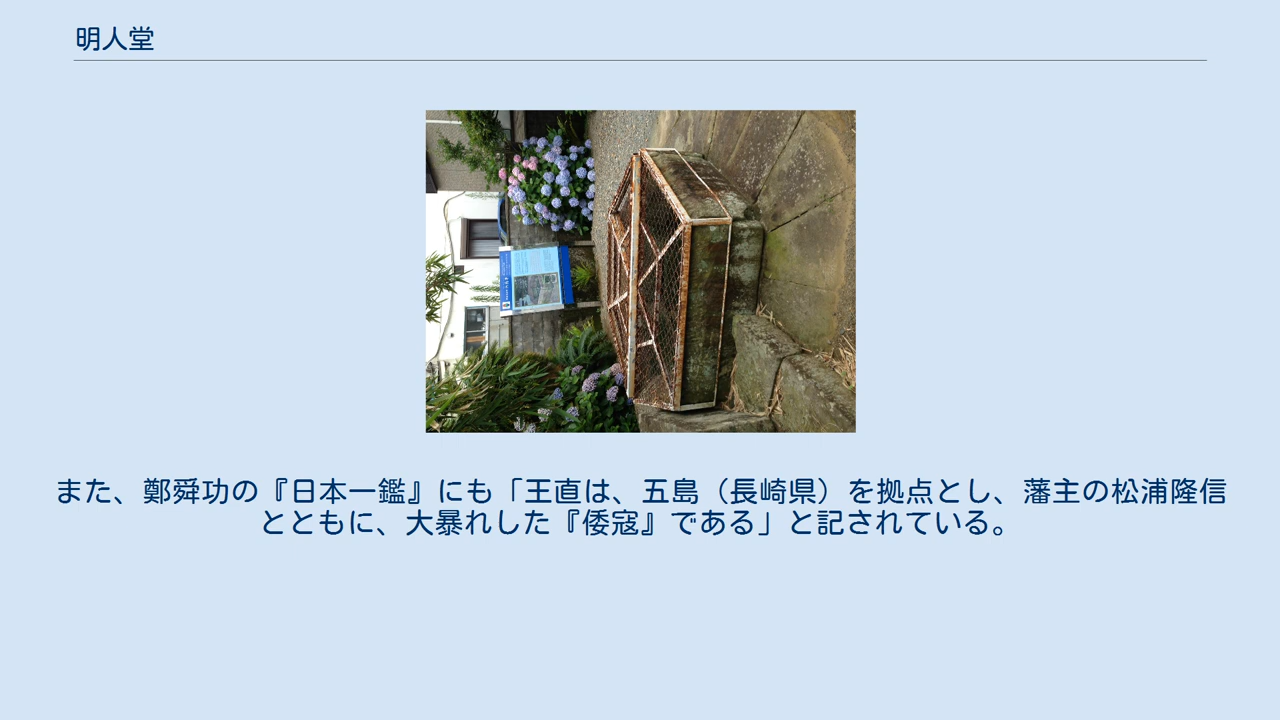 明人堂
また、鄭舜功の『日本一鑑』にも「王直は、五島（長崎県）を拠点とし、藩主の松浦隆信
とともに、大暴れした『倭寇』である」と記されている。